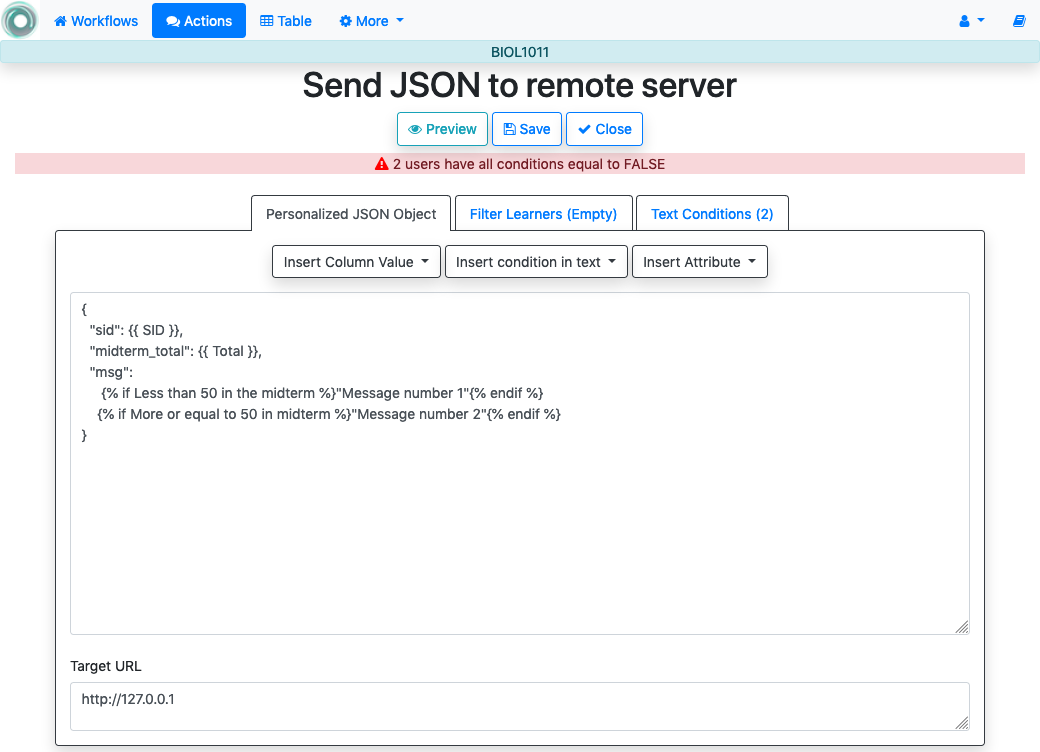 Workflows Actions Table More
BIOL1011
Send JSON to remote server
Preview Save Close
2 users have all conditions equal to FALSE
Personalized JSON Object Filter Learners (Empty) Text Conditions (2)
Insert Column Value Insert condition in text Insert Attribute
{
"sid": {{ SID }},
"midterm_total": {{ Total }},
"msg":
{% if Less than 50 in the midterm %}"Message number 1"{% endif %}
{% if More or equal to 50 in midterm %}"Message number 2"{% endif %}
}
Target URL
http://127.0.0.1